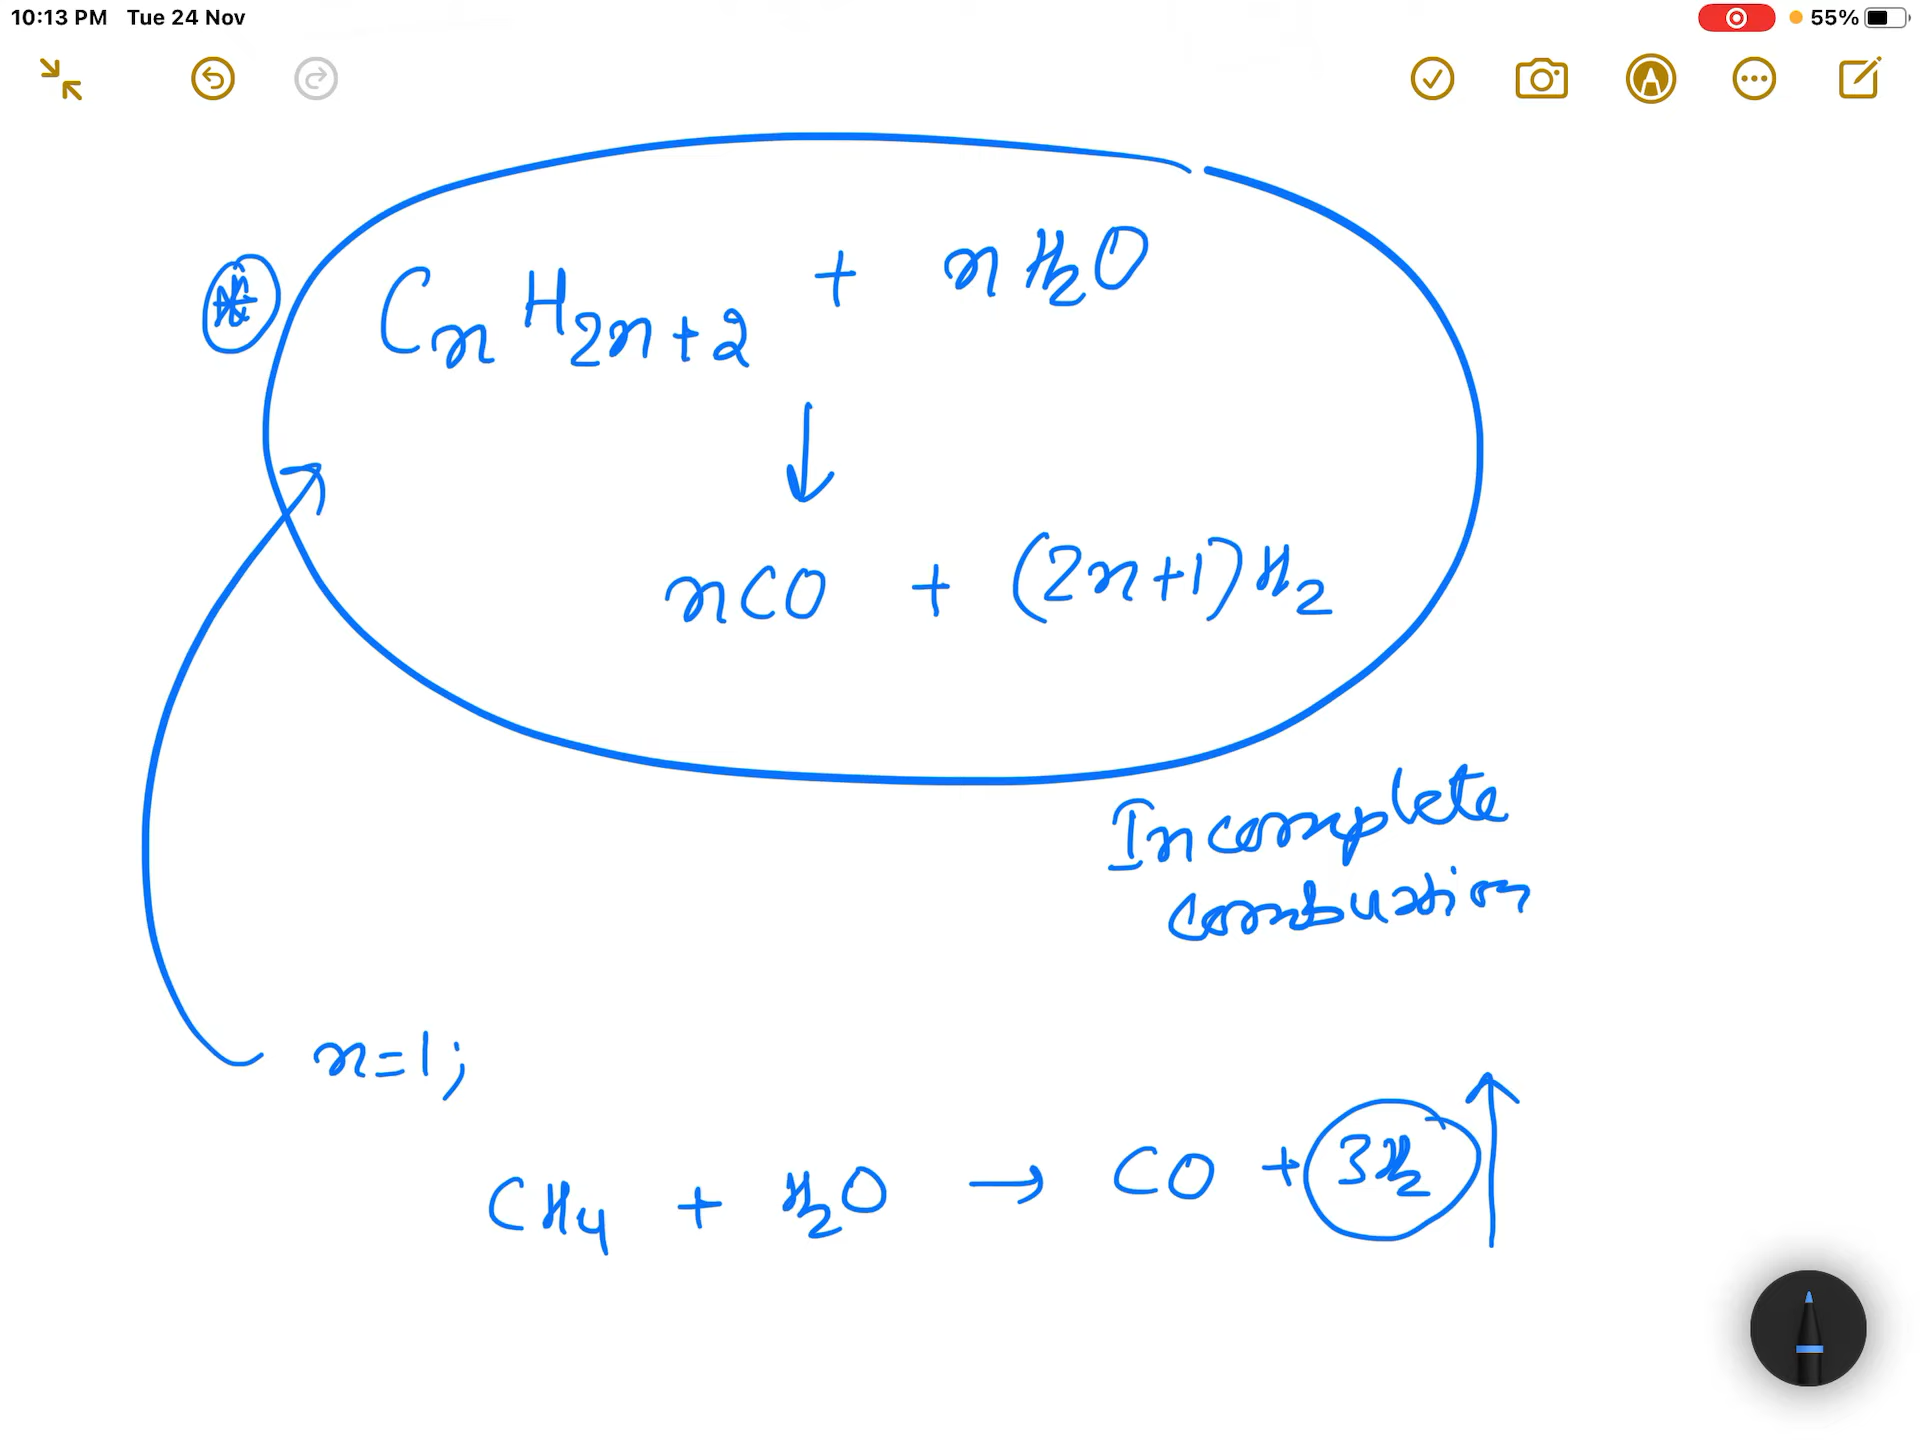 10:13 PM Tue 24 Nov 55%
* CnH2n+2 + nH2O
↓
nCO + (2n+1)H2
Incomplete
combustion
n=1;
CH4 + H2O → CO + 3H2 ↑